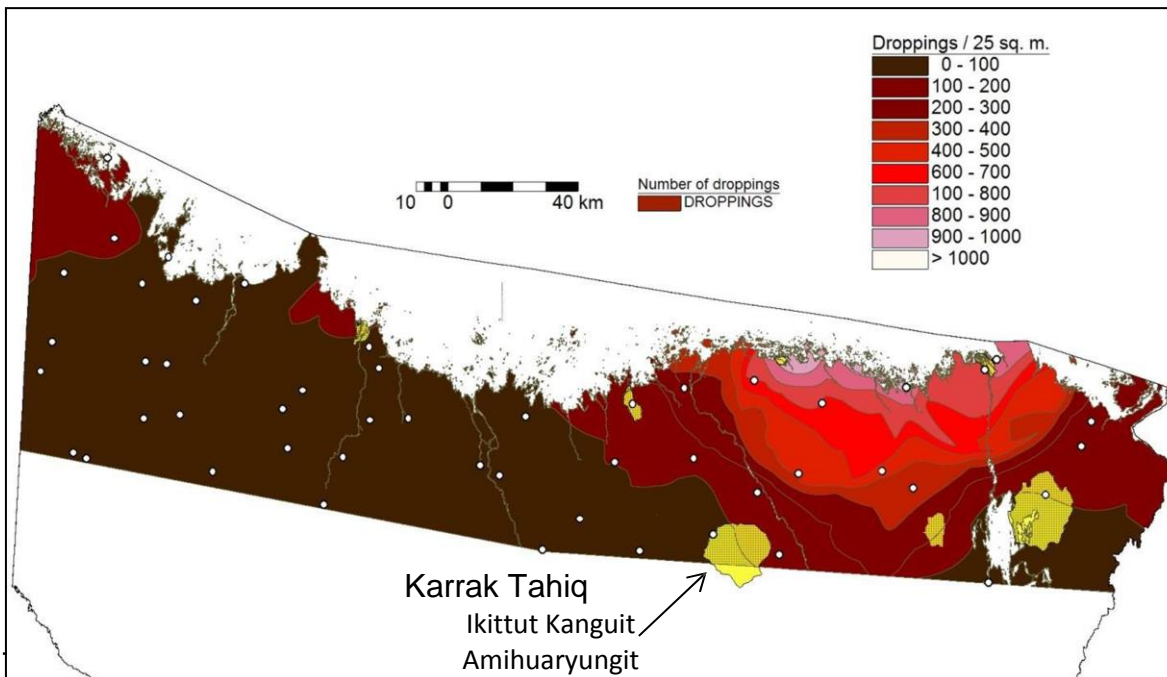 Droppings / 25 sq. m.
0 - 100
100 - 200
200 - 300
300 - 400
400 - 500
600 - 700
100 - 800
800 - 900
900 - 1000
> 1000
10 0 40 km
Number of droppings
DROPPINGS
Karrak Tahiq
Ikittut Kanguit
Amihuaryungit